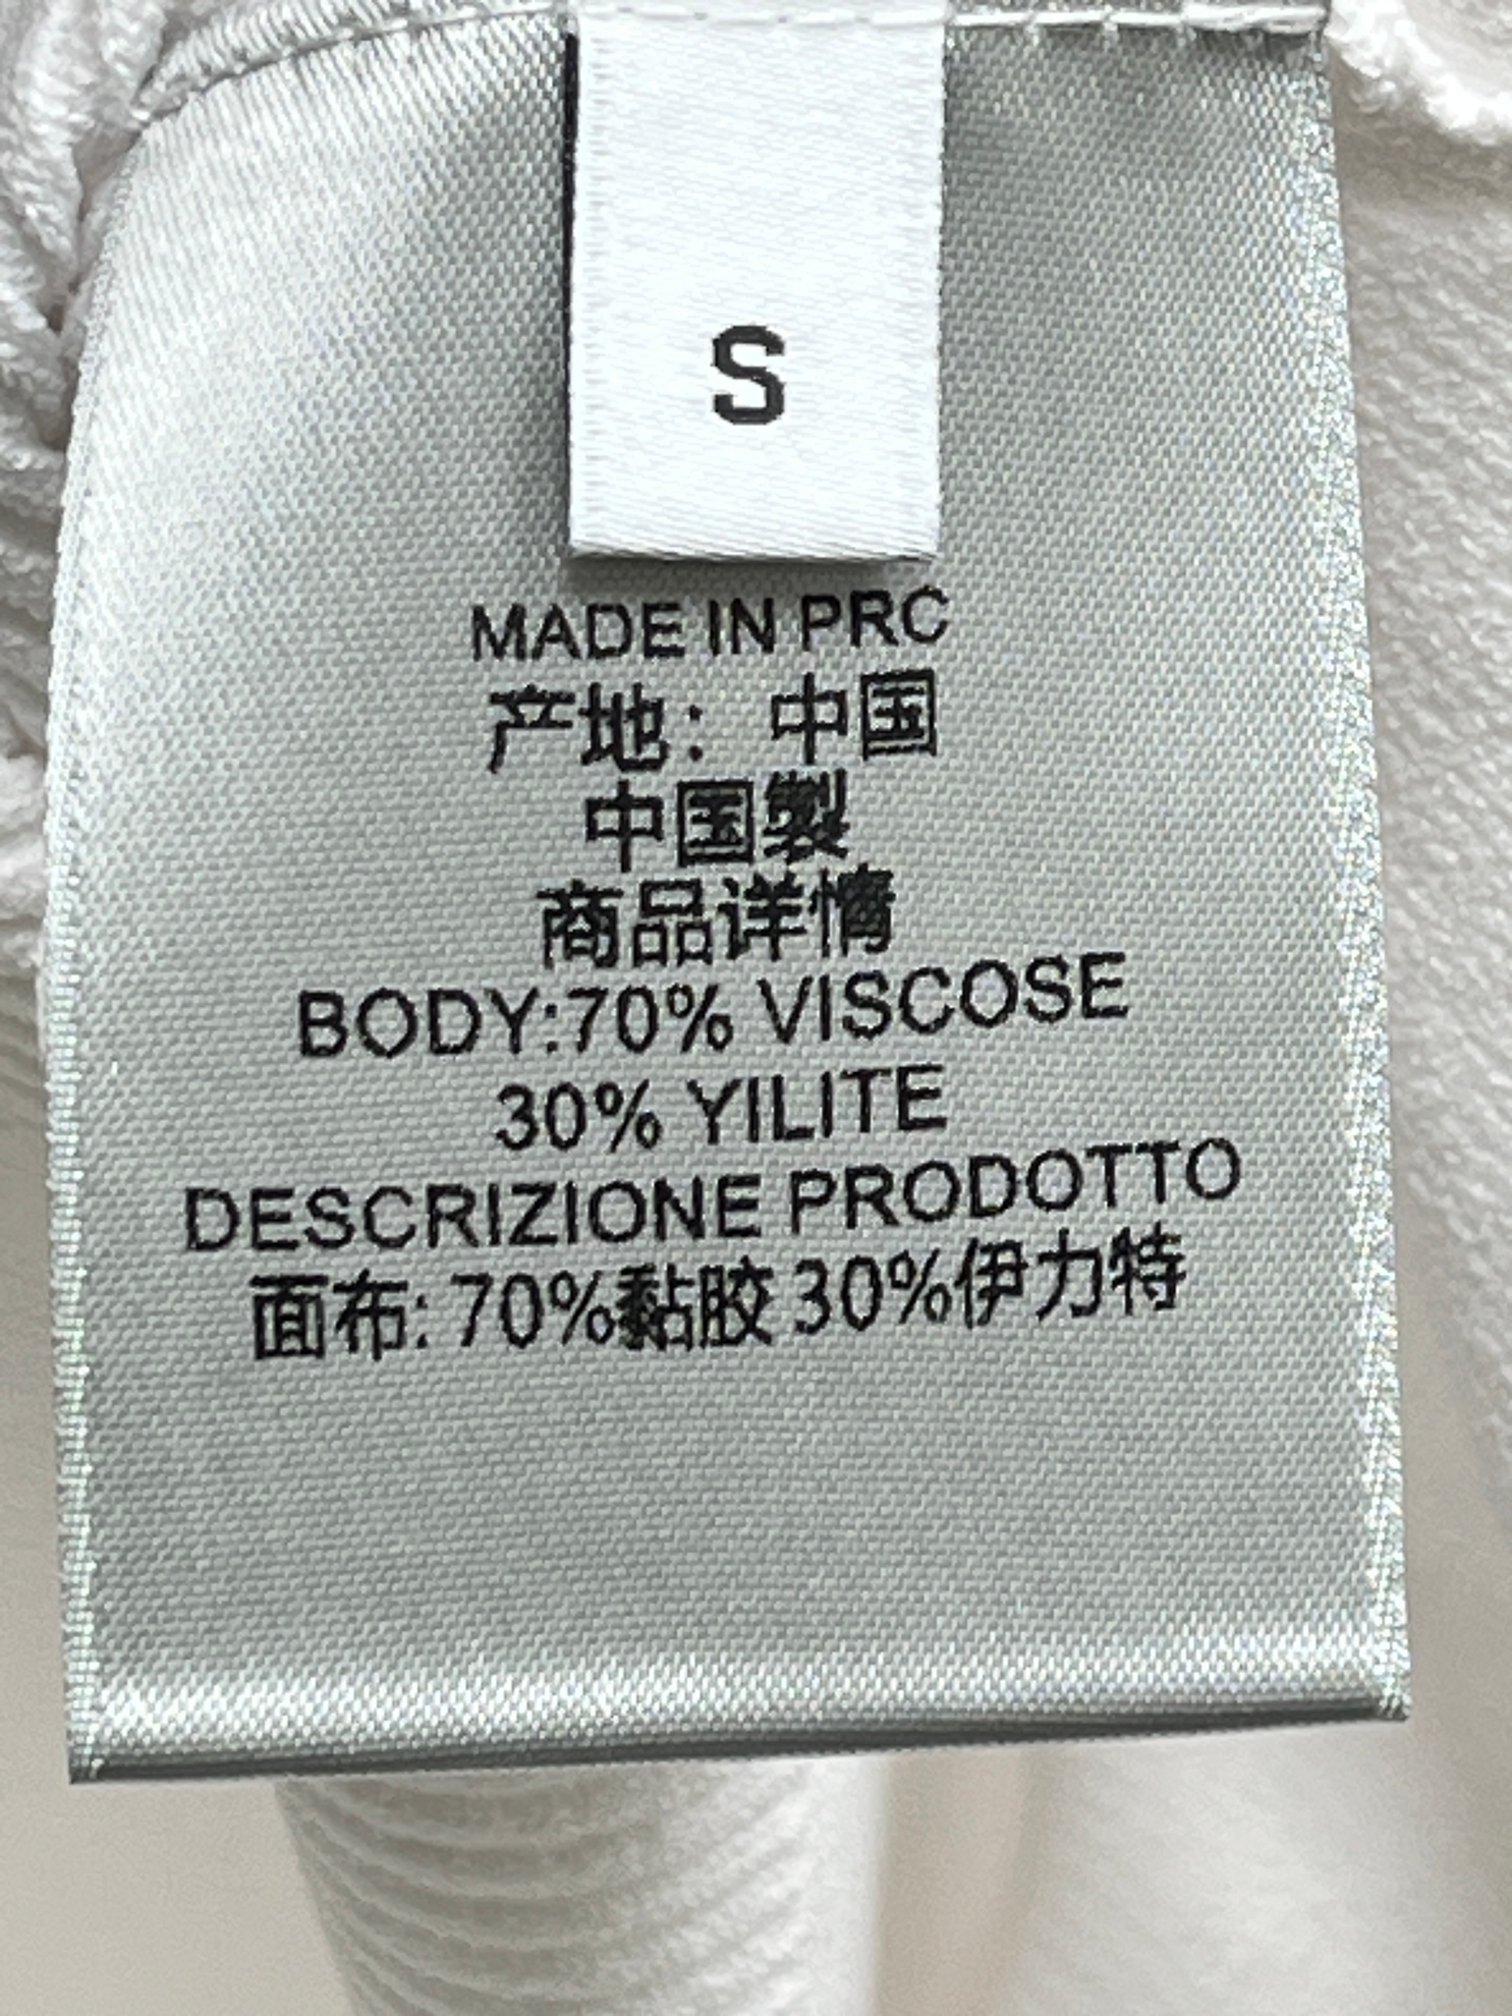 S
MADE IN PRC
产地: 中国
中国製
商品详情
BODY:70% VISCOSE
30% YILITE
DESCRIZIONE PRODOTTO
面布: 70%黏胶 30%伊力特